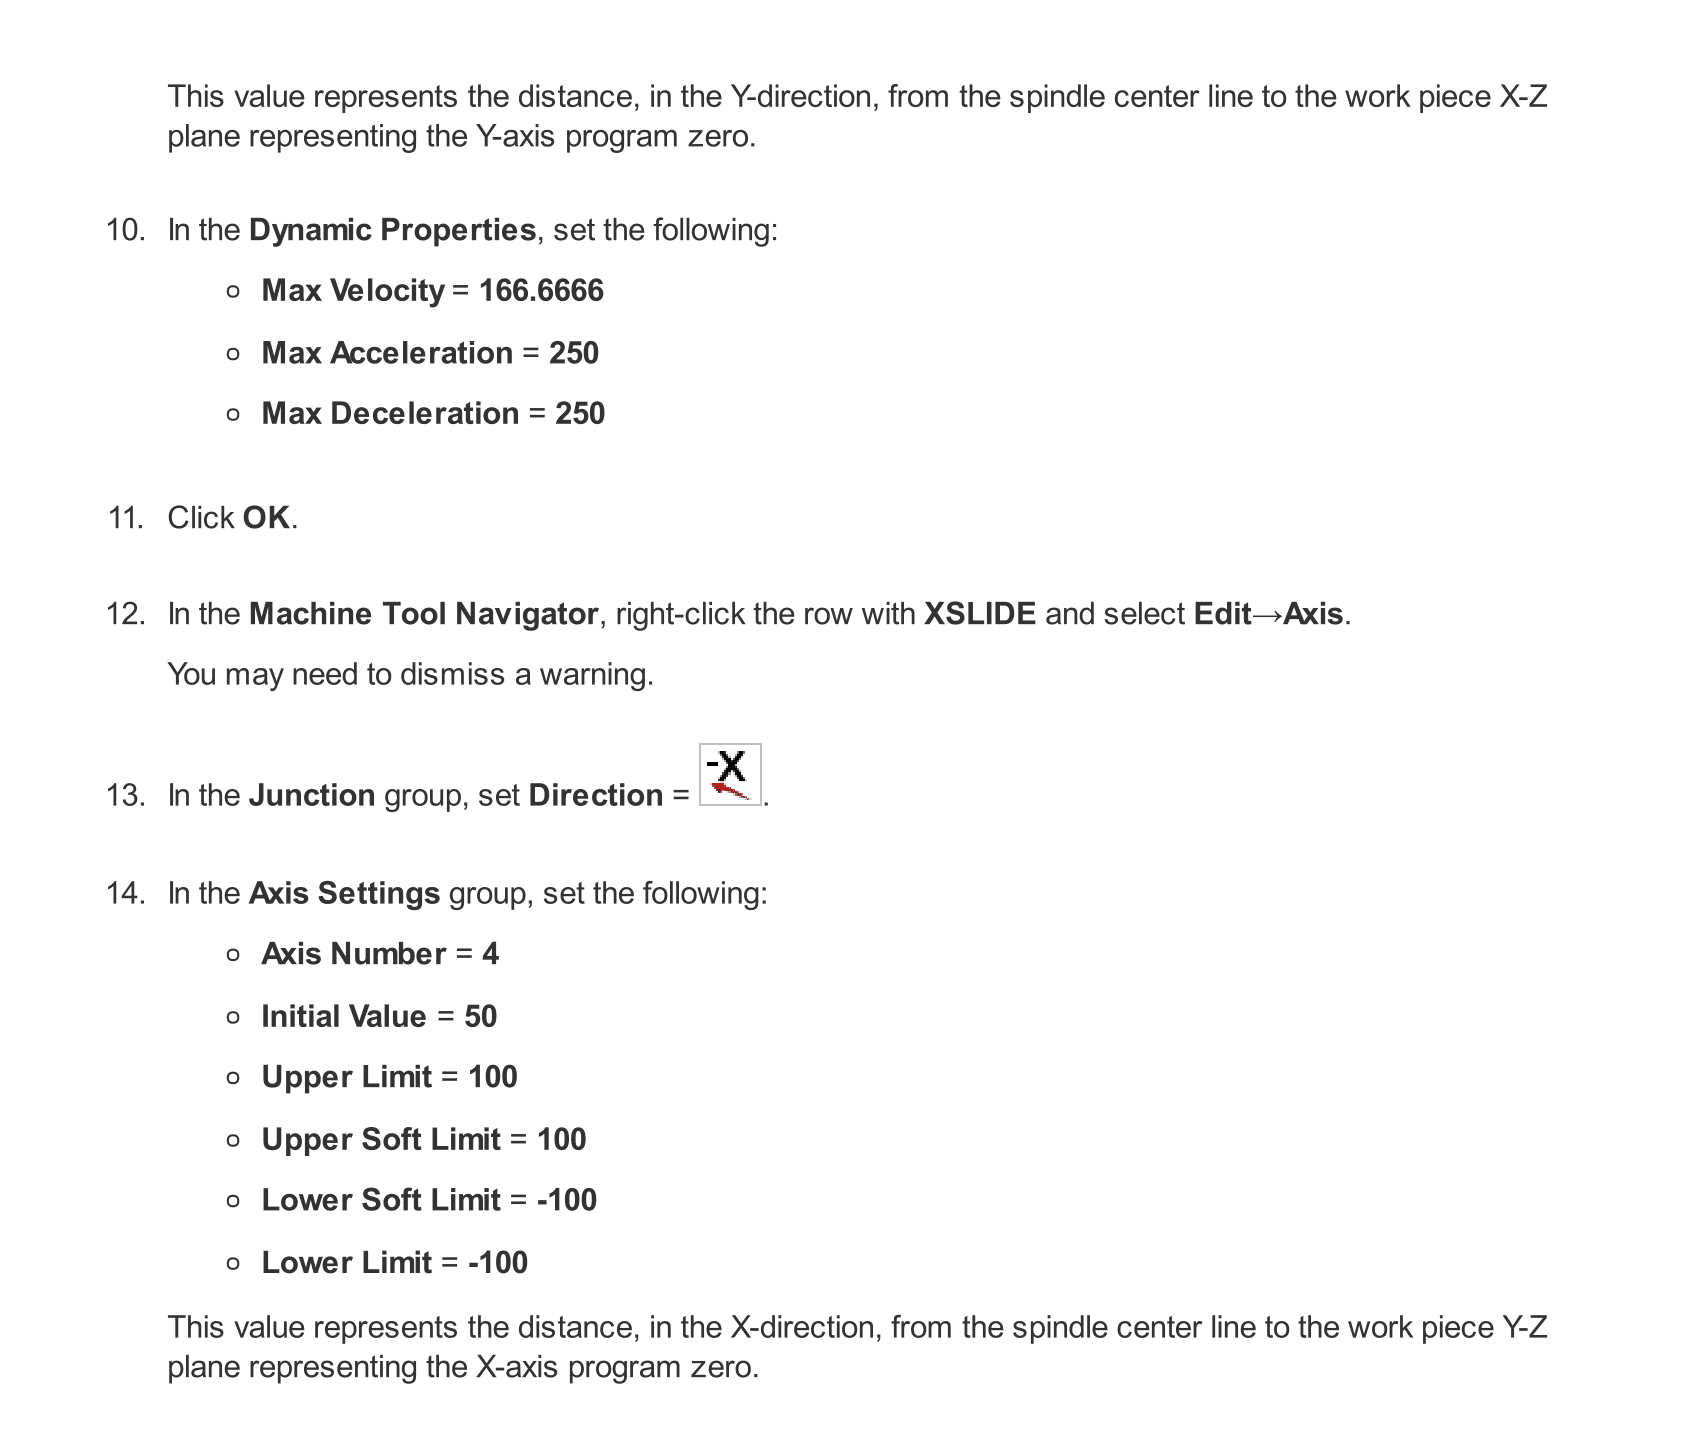 This value represents the distance, in the Y-direction, from the spindle center line to the work piece X-Z
plane representing the Y-axis program zero.
10. In the Dynamic Properties, set the following:
○ Max Velocity = 166.6666
○ Max Acceleration = 250
○ Max Deceleration = 250
11. Click OK.
12. In the Machine Tool Navigator, right-click the row with XSLIDE and select Edit→Axis.
You may need to dismiss a warning.
13. In the Junction group, set Direction = -X.
14. In the Axis Settings group, set the following:
○ Axis Number = 4
○ Initial Value = 50
○ Upper Limit = 100
○ Upper Soft Limit = 100
○ Lower Soft Limit = -100
○ Lower Limit = -100
This value represents the distance, in the X-direction, from the spindle center line to the work piece Y-Z
plane representing the X-axis program zero.